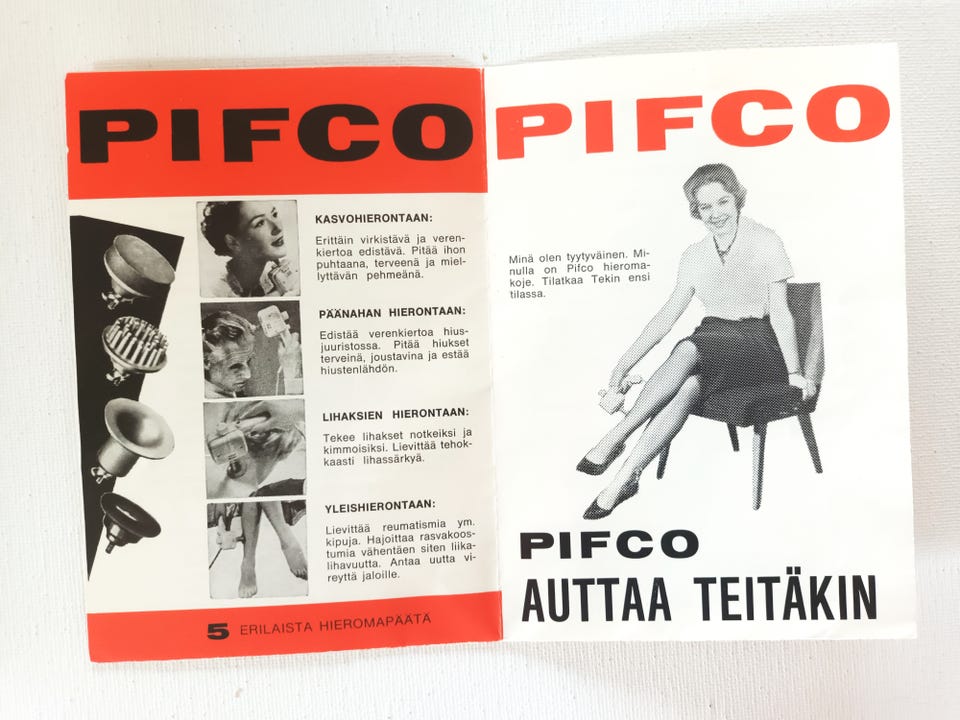 PIFCO
KASVOHIERONTAAN:
Erittäin virkistävä ja veren-
kiertoa edistävä. Pitää ihon
puhtaana, terveenä ja miel-
lyttävän pehmeänä.
PÄÄNAHAN HIERONTAAN:
Edistää verenkiertoa hius-
juuristossa. Pitää hiukset
terveinä, joustavina ja estää
hiustenlähdön.
LIHAKSIEN HIERONTAAN:
Tekee lihakset notkeiksi ja
kimmoisiksi. Lievittää tehok-
kaasti lihassärkyä.
YLEISHIERONTAAN:
Lievittää reumatismia ym.
kipuja. Hajoittaa rasvakoos-
tumia vähentäen siten liika-
lihavuutta. Antaa uutta vi-
reyttä jaloille.
5 ERILAISTA HIEROMAPÄÄTÄ
PIFCO
Minä olen tyytyväinen. Mi-
nulla on Pifco hieroma-
koje. Tilatkaa Tekin ensi
tilassa.
PIFCO
AUTTAA TEITÄKIN